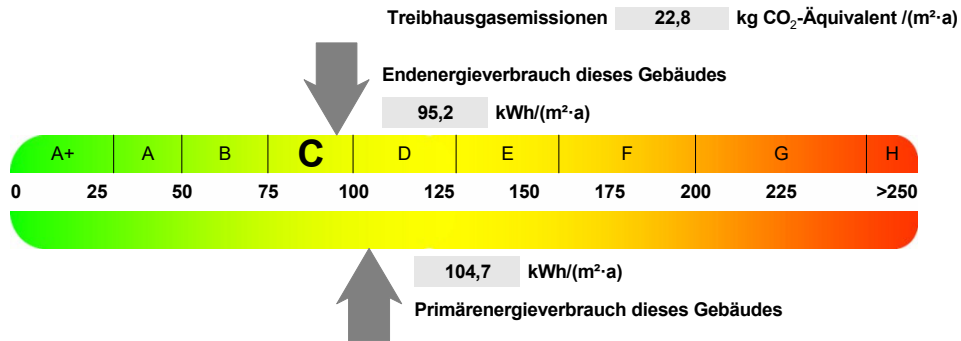 Treibhausgasemissionen 22,8 kg CO₂-Äquivalent /(m²·a)
Endenergieverbrauch dieses Gebäudes
95,2 kWh/(m²·a)
A+ A B C D E F G H
0 25 50 75 100 125 150 175 200 225 >250
104,7 kWh/(m²·a)
Primärenergieverbrauch dieses Gebäudes